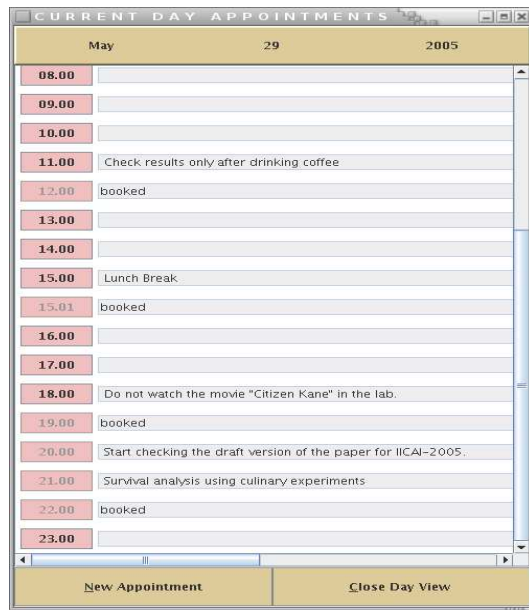 CURRENT DAY APPOINTMENTS
May 29 2005
08.00
09.00
10.00
11.00 Check results only after drinking coffee
12.00 booked
13.00
14.00
15.00 Lunch Break
15.01 booked
16.00
17.00
18.00 Do not watch the movie "Citizen Kane" in the lab.
19.00 booked
20.00 Start checking the draft version of the paper for IICAI-2005.
21.00 Survival analysis using culinary experiments
22.00 booked
23.00
New Appointment Close Day View